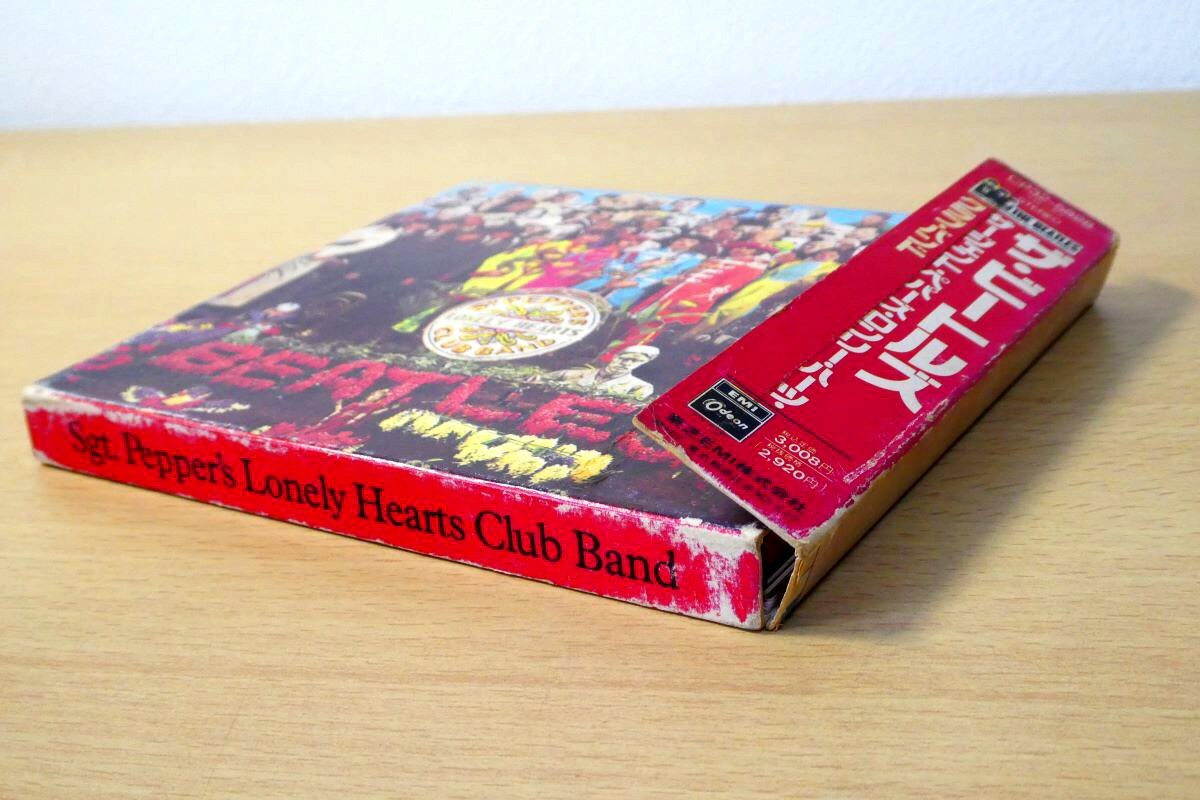 Sgt. Pepper's Lonely Hearts Club Band
SGT. PEPPER'S
LONELY HEARTS
CLUB BAND
BEATLES
STEREO
THE BEATLES
ザ・ビートルズ
サージェント・ペパーズ・ロンリー・ハーツ・
クラブ・バンド
EMI
Odeon
3,008円
2,920円
東芝EMI株式会社